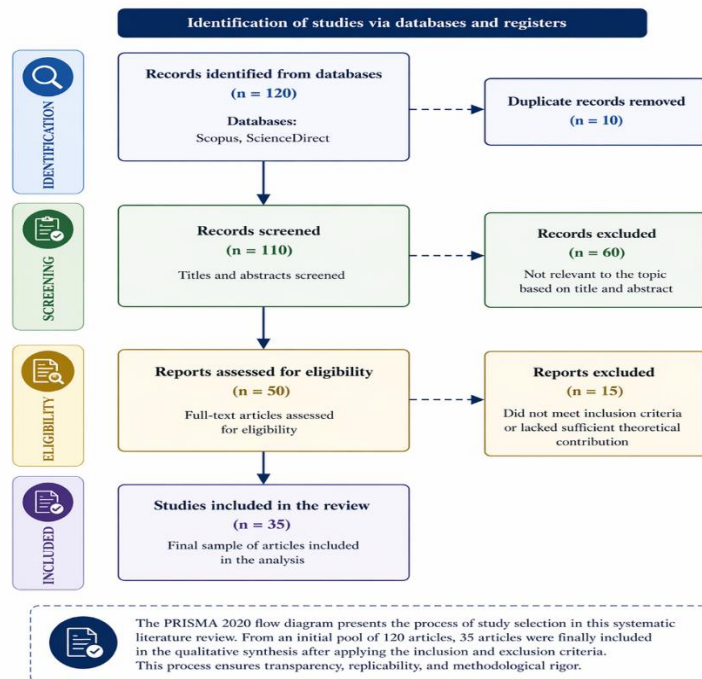 Identification of studies via databases and registers
IDENTIFICATION
Records identified from databases
(n = 120)
Databases:
Scopus, ScienceDirect
Duplicate records removed
(n = 10)
SCREENING
Records screened
(n = 110)
Titles and abstracts screened
Records excluded
(n = 60)
Not relevant to the topic
based on title and abstract
ELIGIBILITY
Reports assessed for eligibility
(n = 50)
Full-text articles assessed
for eligibility
Reports excluded
(n = 15)
Did not meet inclusion criteria
or lacked sufficient theoretical
contribution
INCLUDED
Studies included in the review
(n = 35)
Final sample of articles included
in the analysis
The PRISMA 2020 flow diagram presents the process of study selection in this systematic
literature review. From an initial pool of 120 articles, 35 articles were finally included
in the qualitative synthesis after applying the inclusion and exclusion criteria.
This process ensures transparency, replicability, and methodological rigor.